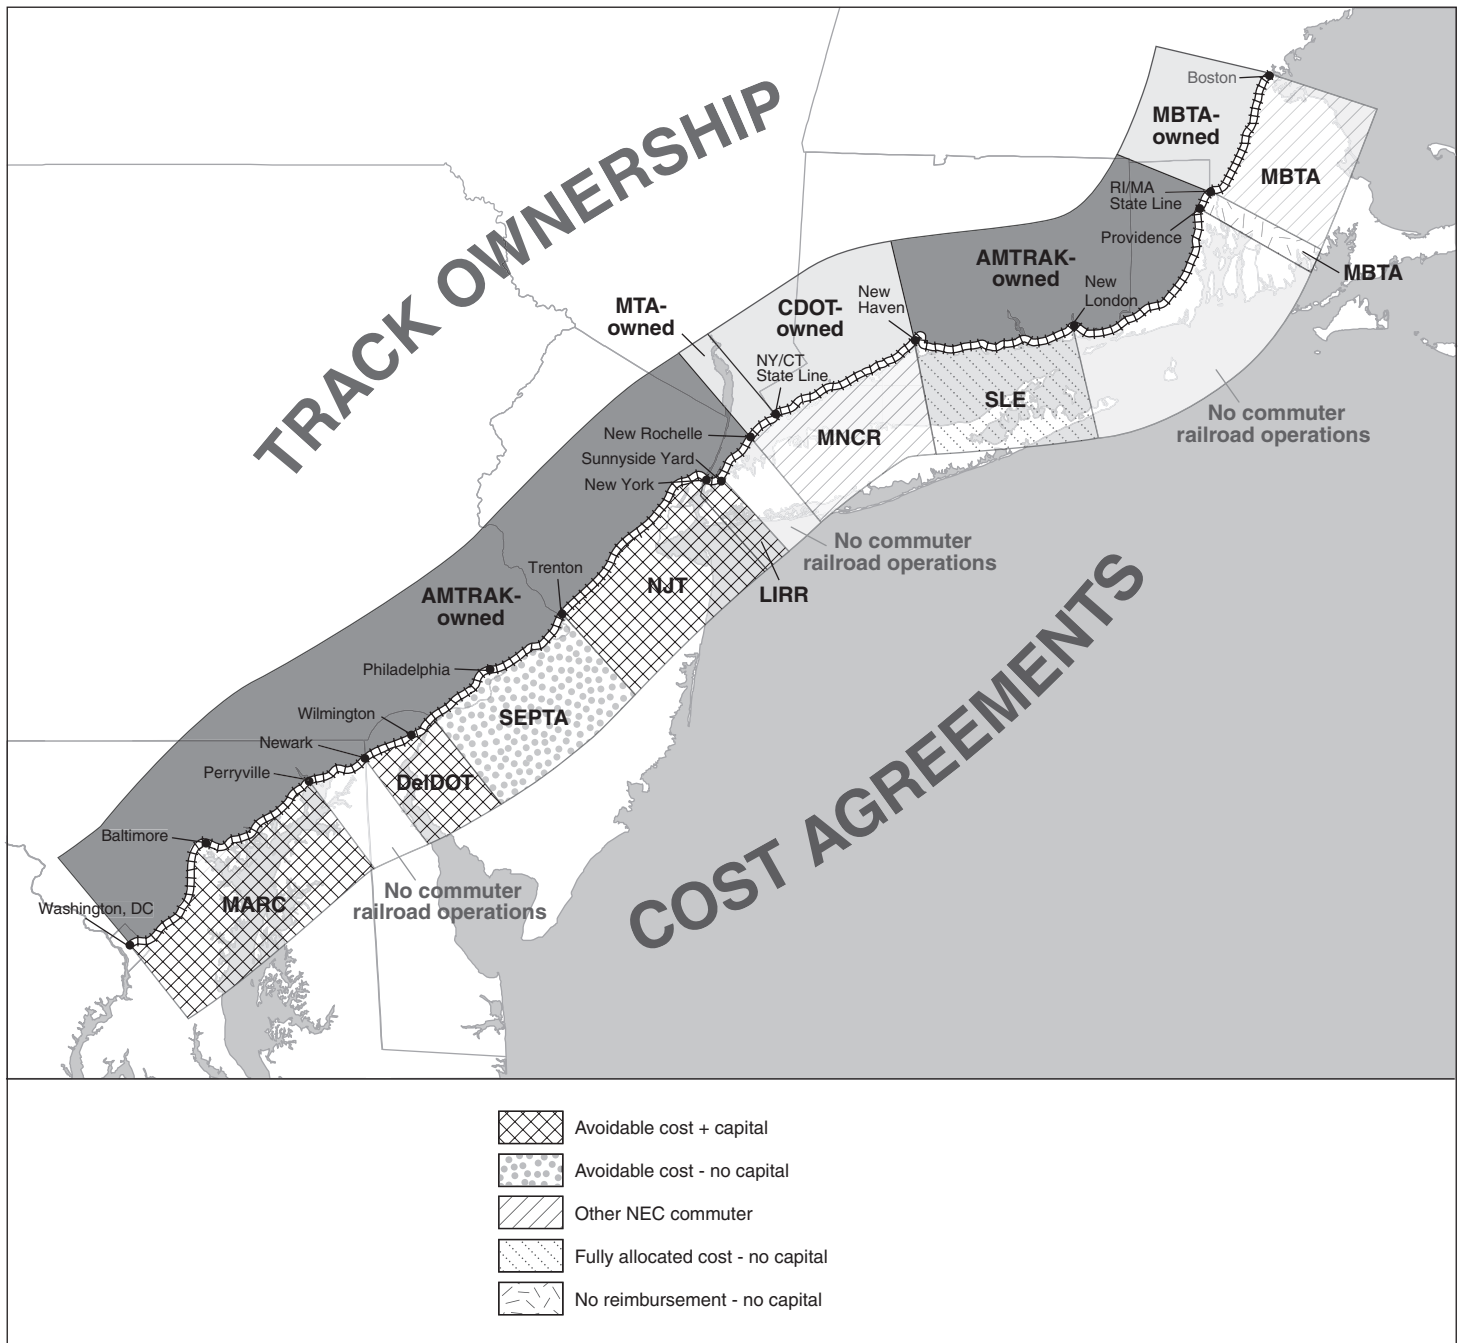 TRACK OWNERSHIP
Boston
MBTA-
owned
MBTA
RI/MA
State Line
Providence
MBTA
AMTRAK-
owned
New
London
New
Haven
CDOT-
owned
MTA-
owned
NY/CT
State Line
SLE
No commuter
railroad operations
MNCR
New Rochelle
Sunnyside Yard
New York
No commuter
railroad operations
LIRR
NJT
Trenton
AMTRAK-
owned
Philadelphia
SEPTA
Wilmington
Newark
Perryville
DelDOT
Baltimore
No commuter
railroad operations
MARC
Washington, DC
COST AGREEMENTS
Avoidable cost + capital
Avoidable cost - no capital
Other NEC commuter
Fully allocated cost - no capital
No reimbursement - no capital